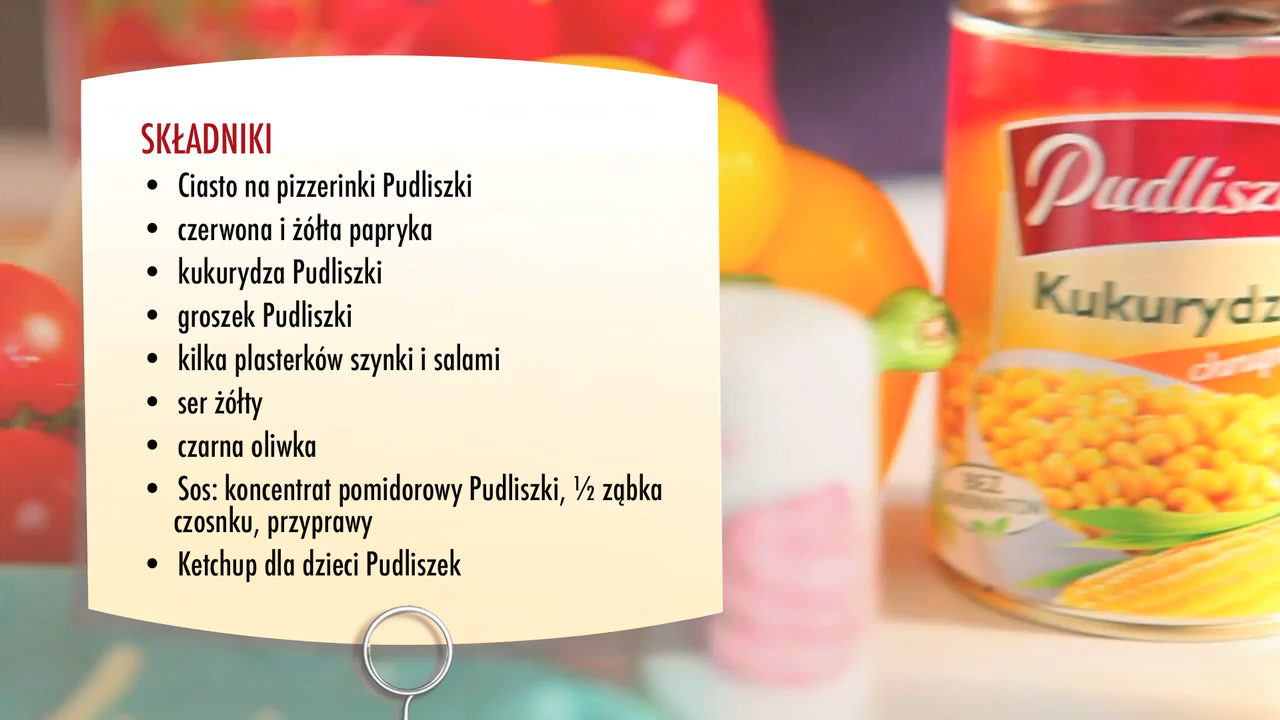 SKŁADNIKI
• Ciasto na pizzerinki Pudliszki
• czerwona i żółta papryka
• kukurydza Pudliszki
• groszek Pudliszki
• kilka plasterków szynki i salami
• ser żółty
• czarna oliwka
• Sos: koncentrat pomidorowy Pudliszki, ½ ząbka
czosnku, przyprawy
• Ketchup dla dzieci Pudliszek
Pudlisz
Kukurydz
BEZ